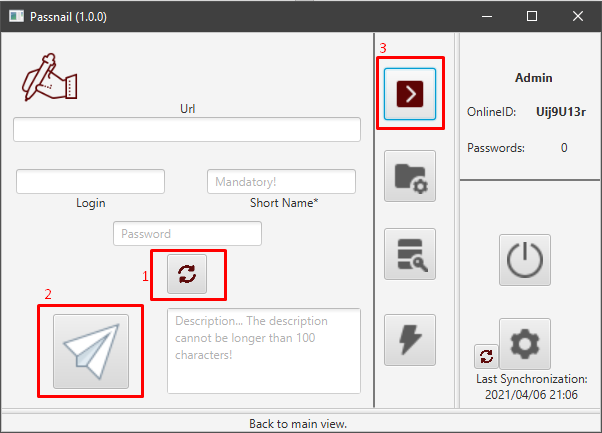 Passnail (1.0.0)
3
Admin
Url
OnlineID: Uij9U13r
Passwords: 0
Mandatory!
Login
Short Name*
Password
1
2
Description... The description
cannot be longer than 100
characters!
Last Synchronization:
2021/04/06 21:06
Back to main view.